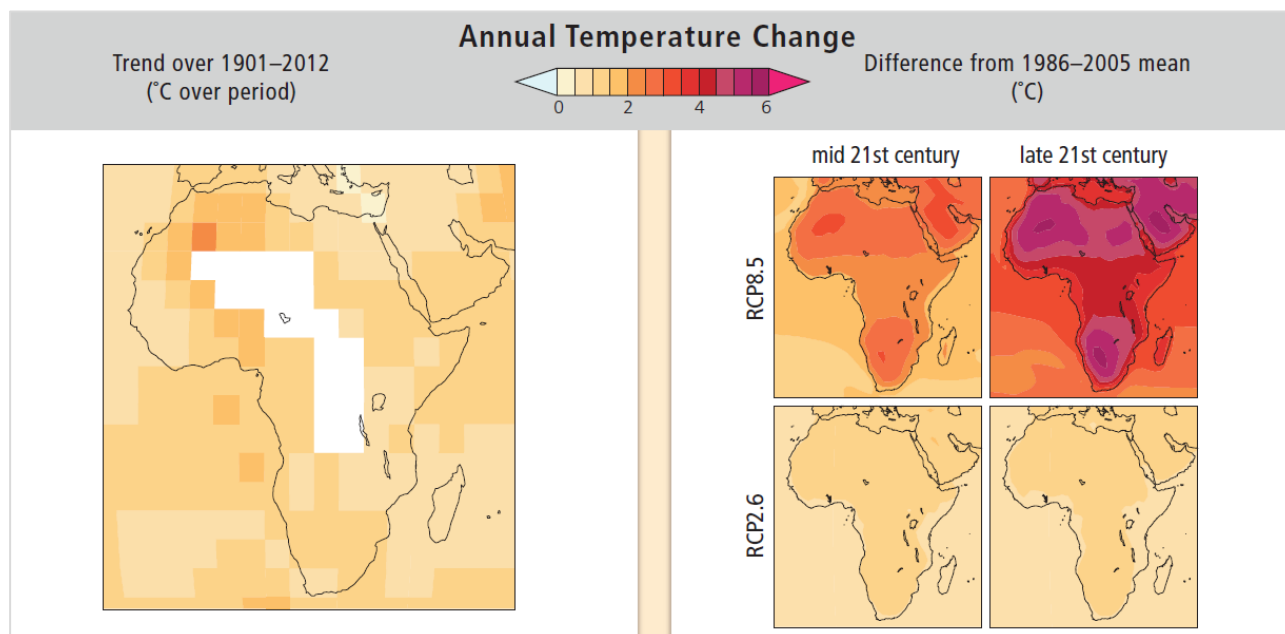 Annual Temperature Change
Trend over 1901–2012
(˚C over period)
0 2 4 6
Difference from 1986–2005 mean
(˚C)
mid 21st century
late 21st century
RCP8.5
RCP2.6